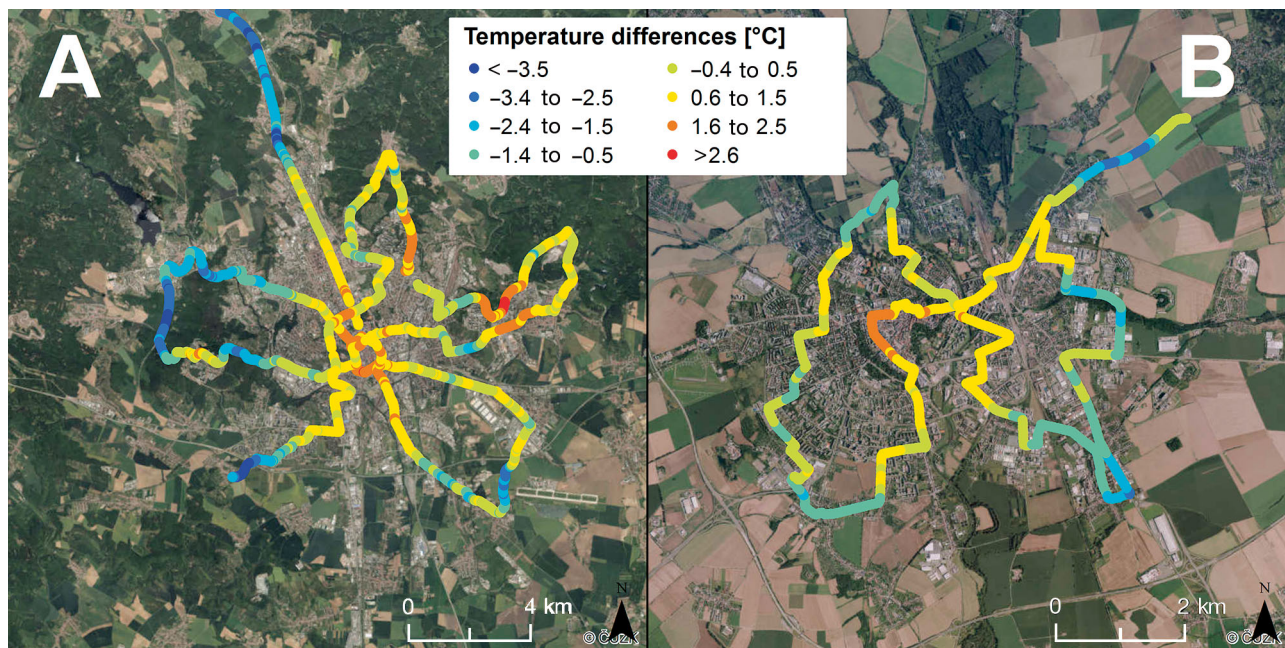 A
B
Temperature differences [°C]
< −3.5
−3.4 to −2.5
−2.4 to −1.5
−1.4 to −0.5
−0.4 to 0.5
0.6 to 1.5
1.6 to 2.5
>2.6
N
0 4 km
N
0 2 km